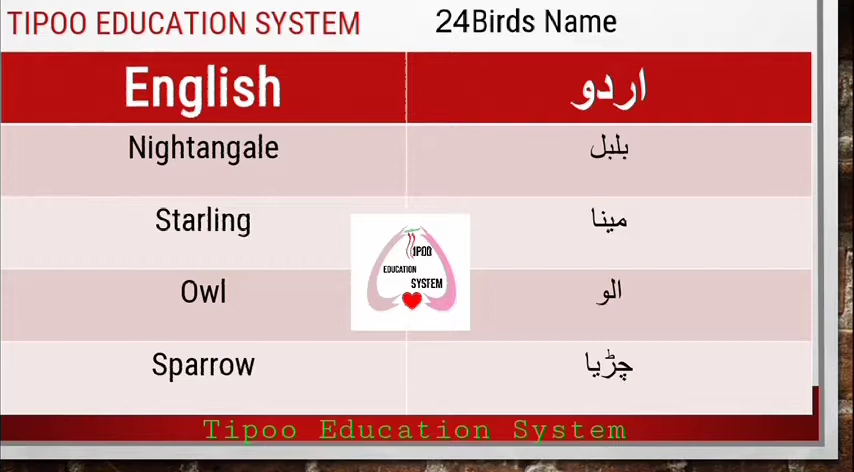 TIPOO EDUCATION SYSTEM 24Birds Name
English اردو
Nightangale بلبل
Starling مینا
Owl الو
Sparrow چڑیا
TIPOO
EDUCATION
SYSTEM
Tipoo Education System